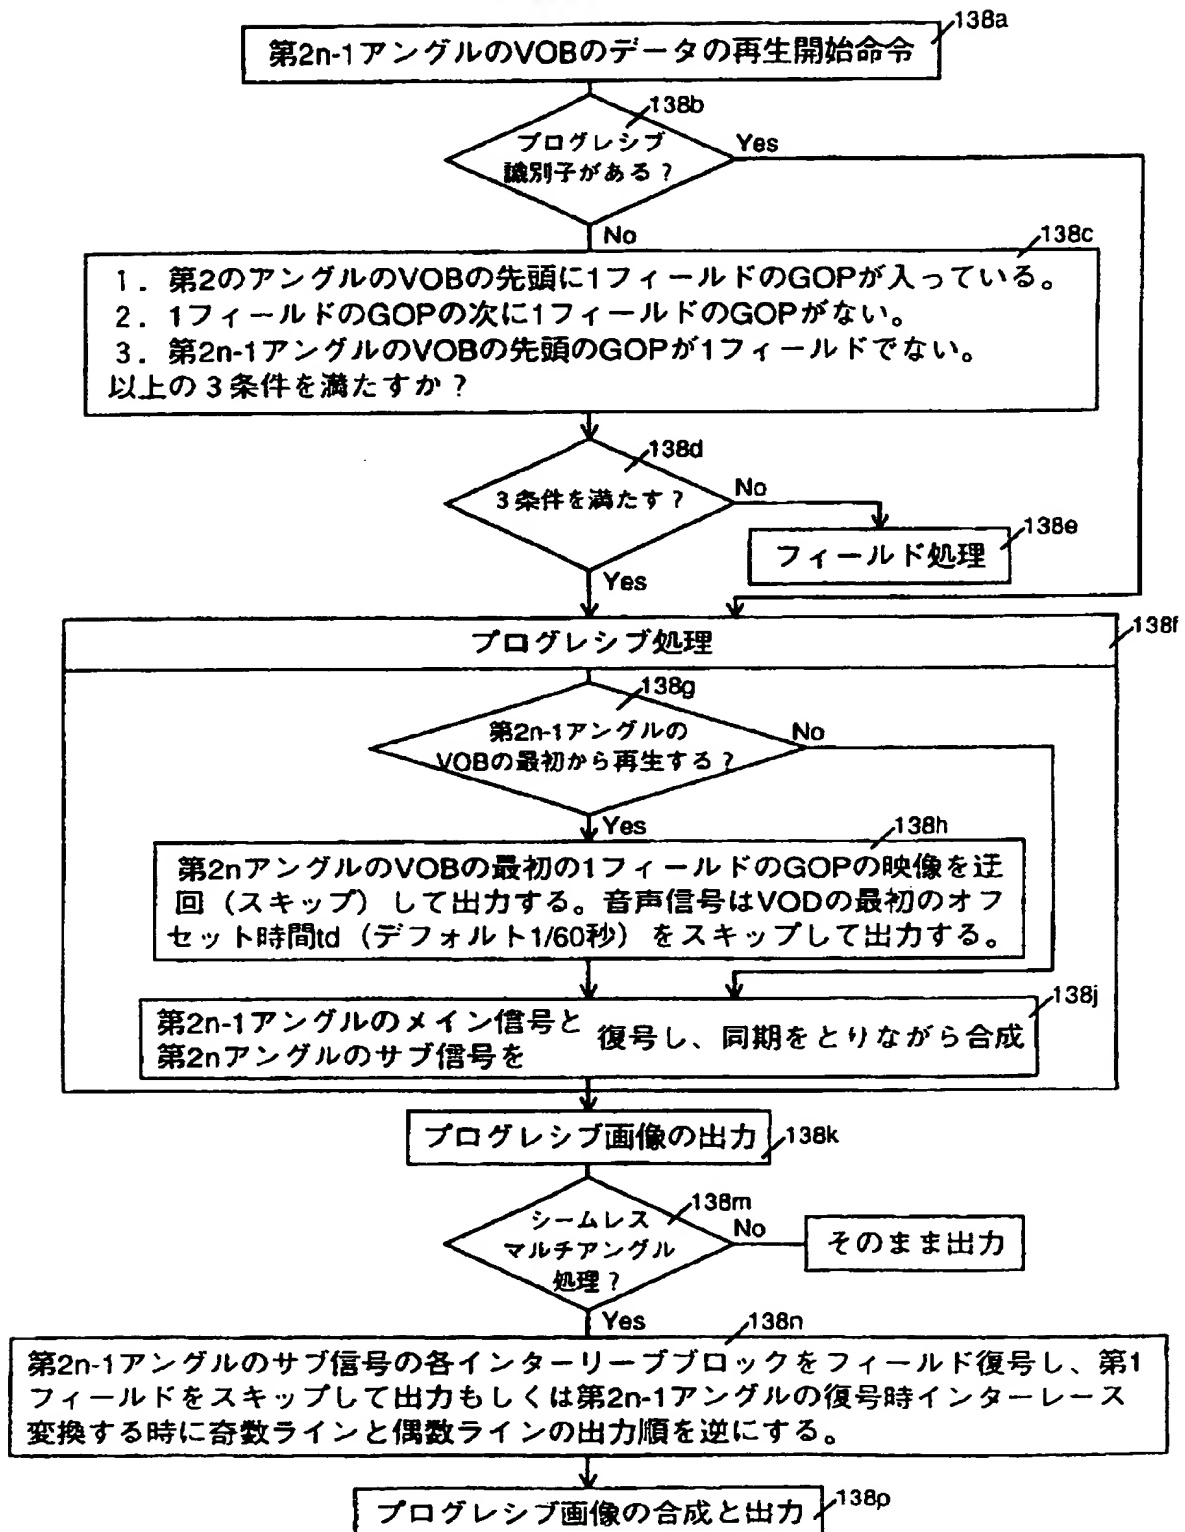 138a
第2n-1アングルのVOBのデータの再生開始命令
138b
プログレシブ
識別子がある?
Yes
No
138c
1. 第2のアングルのVOBの先頭に1フィールドのGOPが入っている。
2. 1フィールドのGOPの次に1フィールドのGOPがない。
3. 第2n-1アングルのVOBの先頭のGOPが1フィールドでない。
以上の3条件を満たすか?
138d
3条件を満たす?
No
138e
フィールド処理
Yes
138f
プログレシブ処理
138g
第2n-1アングルの
VOBの最初から再生する?
No
Yes
138h
第2nアングルのVOBの最初の1フィールドのGOPの映像を迂
回(スキップ)して出力する。音声信号はVODの最初のオフ
セット時間td(デフォルト1/60秒)をスキップして出力する。
138j
第2n-1アングルのメイン信号と
第2nアングルのサブ信号を
復号し、同期をとりながら合成
プログレシブ画像の出力
138k
138m
シームレス
マルチアングル
処理?
No
そのまま出力
Yes
138n
第2n-1アングルのサブ信号の各インターリーブブロックをフィールド復号し、第1
フィールドをスキップして出力もしくは第2n-1アングルの復号時インターレース
変換する時に奇数ラインと偶数ラインの出力順を逆にする。
プログレシブ画像の合成と出力
138p